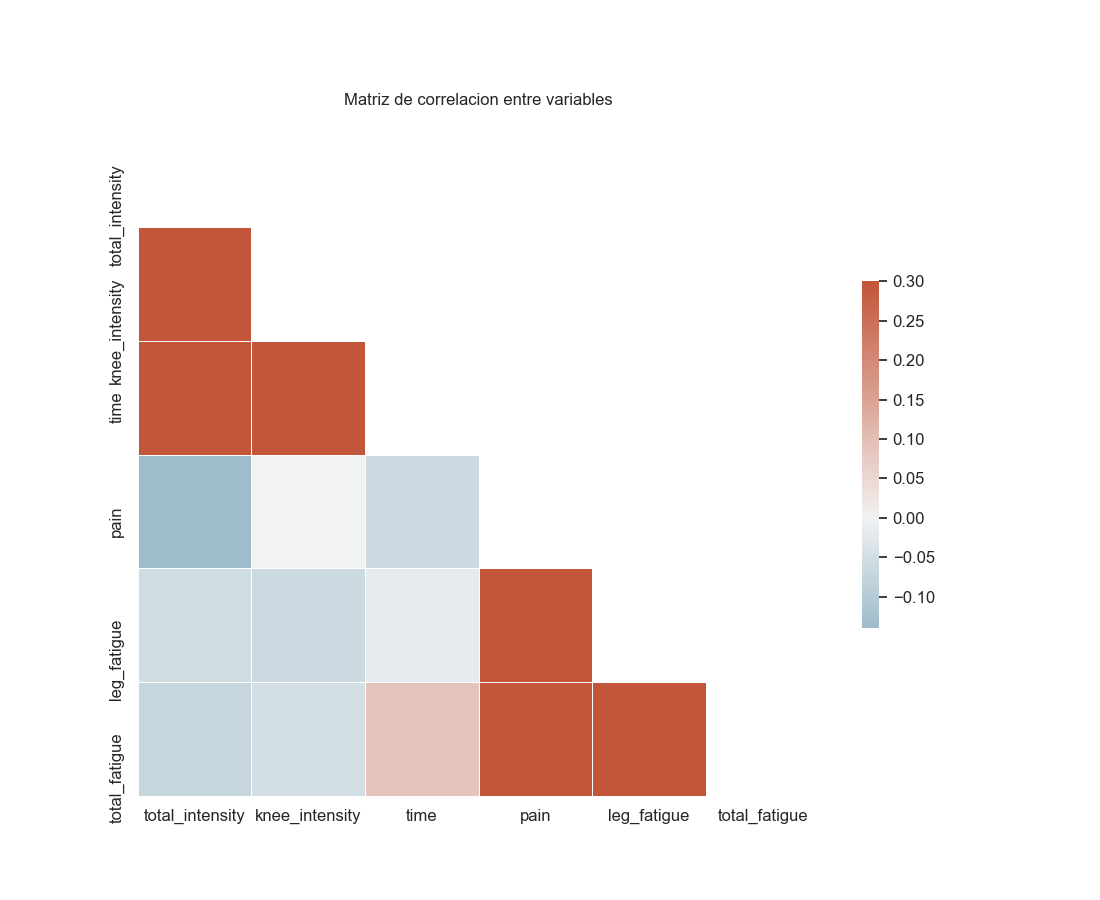 Matriz de correlacion entre variables
total_intensity
knee_intensity
time
pain
leg_fatigue
total_fatigue
0.30
0.25
0.20
0.15
0.10
0.05
0.00
−0.05
−0.10
total_intensity knee_intensity time pain leg_fatigue total_fatigue